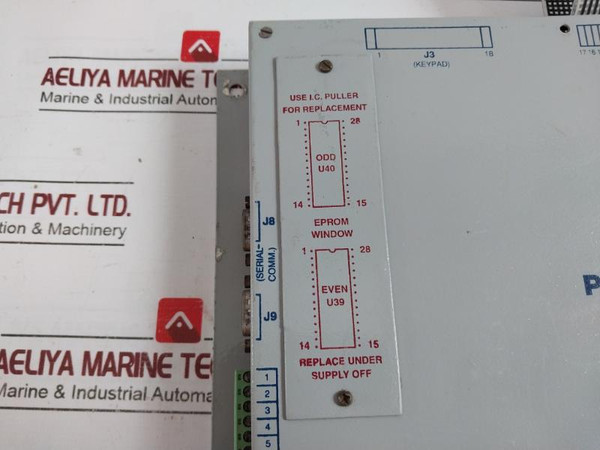 AELIYA MARINE TE
Marine & Industrial Autom
CH PVT. LTD.
tion & Machinery
AELIYA MARINE TEC
Marine & Industrial Automa
1 18
J3
(KEYPAD)
USE I.C. PULLER
FOR REPLACEMENT
1 28
ODD
U40
14 15
EPROM
WINDOW
1 28
EVEN
U39
14 15
REPLACE UNDER
SUPPLY OFF
J8
(SERIAL-
COMM.)
J9
1
2
3
4
5
P